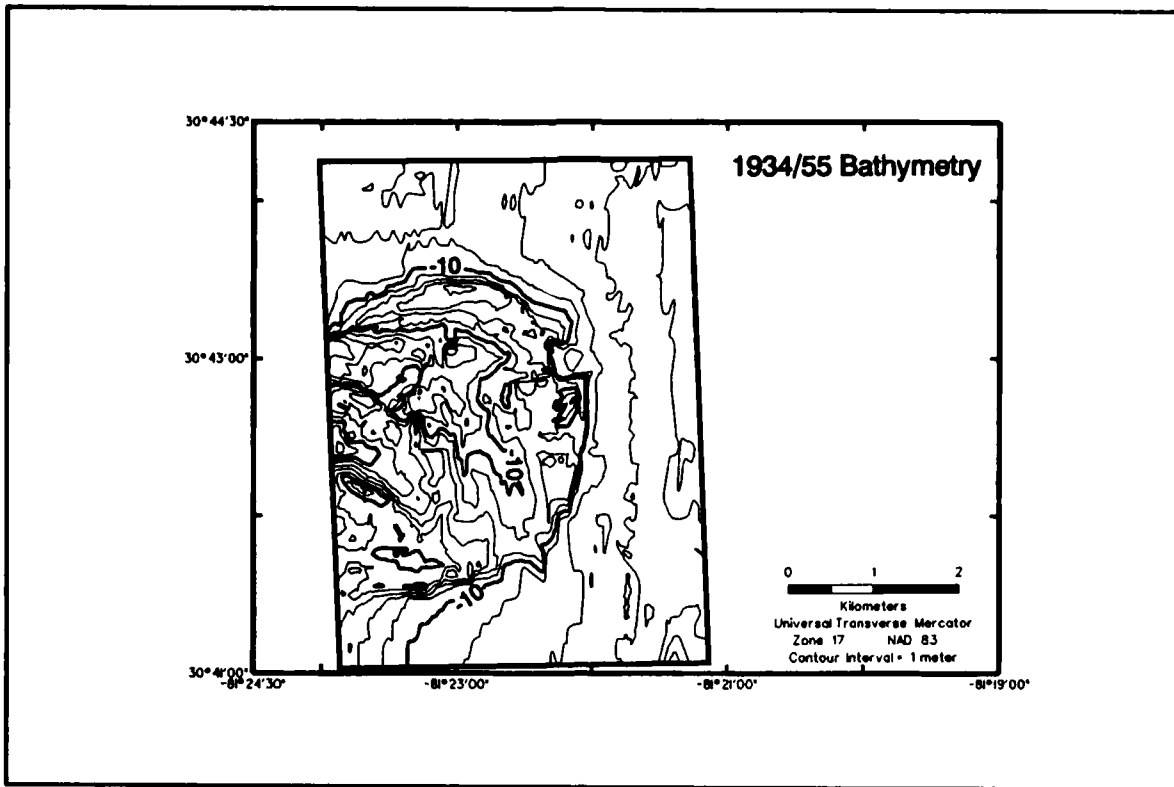 30°44'30"
1934/55 Bathymetry
-10
30°43'00"
-10
-10
0 1 2
Kilometers
Universal Transverse Mercator
Zone 17 NAD 83
Contour Interval = 1 meter
30°41'00"
-81°24'30" -81°23'00" -81°21'00" -81°19'00"